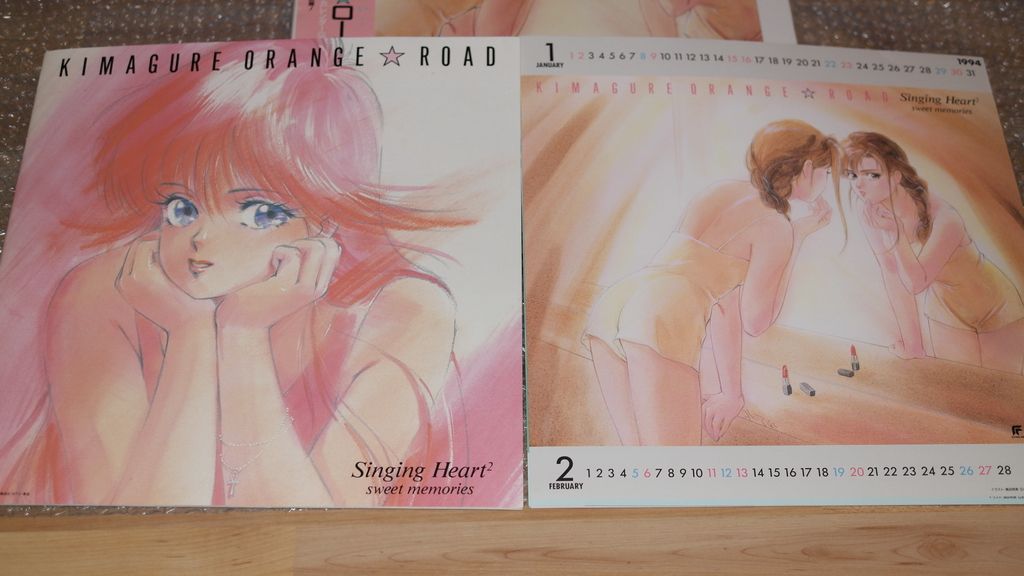 ロー
KIMAGURE ORANGE ☆ ROAD
Singing Heart²
sweet memories
1
JANUARY
1 2 3 4 5 6 7 8 9 10 11 12 13 14 15 16 17 18 19 20 21 22 23 24 25 26 27 28 29 30 31
1994
KIMAGURE ORANGE ☆ ROAD
Singing Heart²
sweet memories
2
FEBRUARY
1 2 3 4 5 6 7 8 9 10 11 12 13 14 15 16 17 18 19 20 21 22 23 24 25 26 27 28